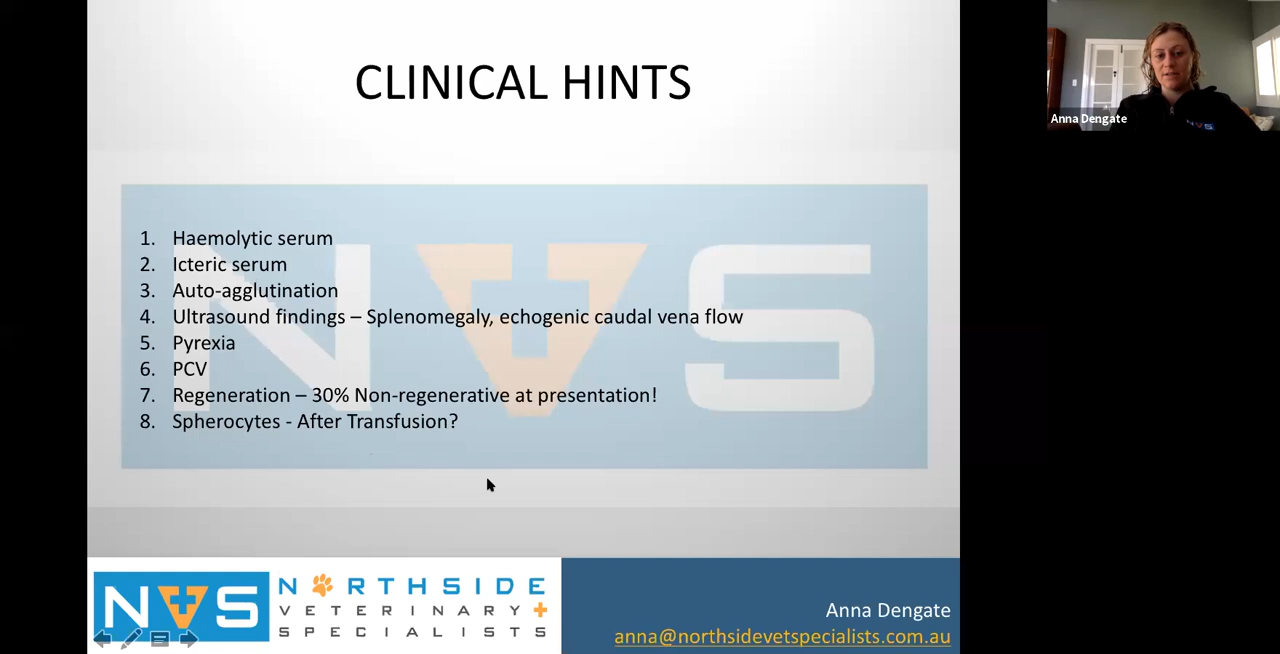 CLINICAL HINTS
Anna Dengate
NVS
1. Haemolytic serum
2. Icteric serum
3. Auto-agglutination
4. Ultrasound findings – Splenomegaly, echogenic caudal vena flow
5. Pyrexia
6. PCV
7. Regeneration – 30% Non-regenerative at presentation!
8. Spherocytes - After Transfusion?
NVS
NORTHSIDE
VETERINARY
SPECIALISTS
Anna Dengate
anna@northsidevetspecialists.com.au
NVS